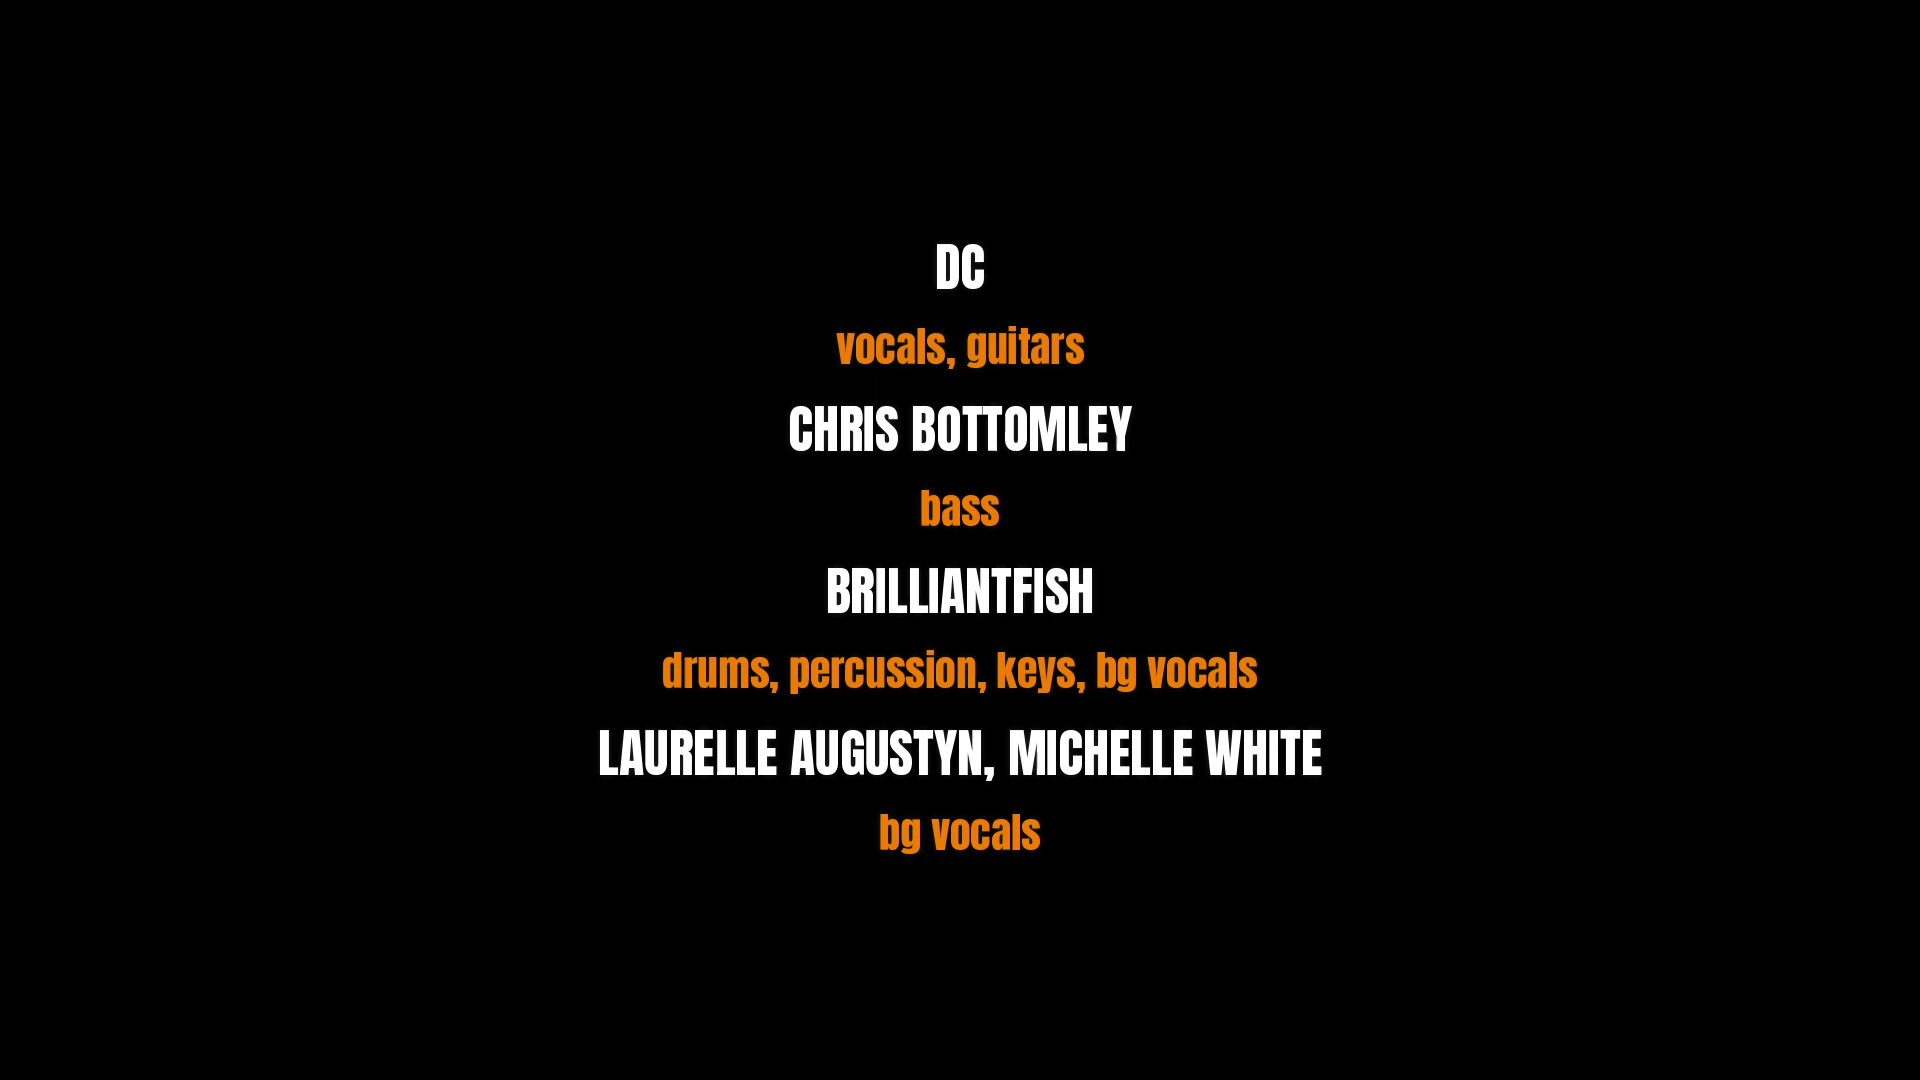 DC
vocals, guitars
CHRIS BOTTOMLEY
bass
BRILLIANTFISH
drums, percussion, keys, bg vocals
LAURELLE AUGUSTYN, MICHELLE WHITE
bg vocals